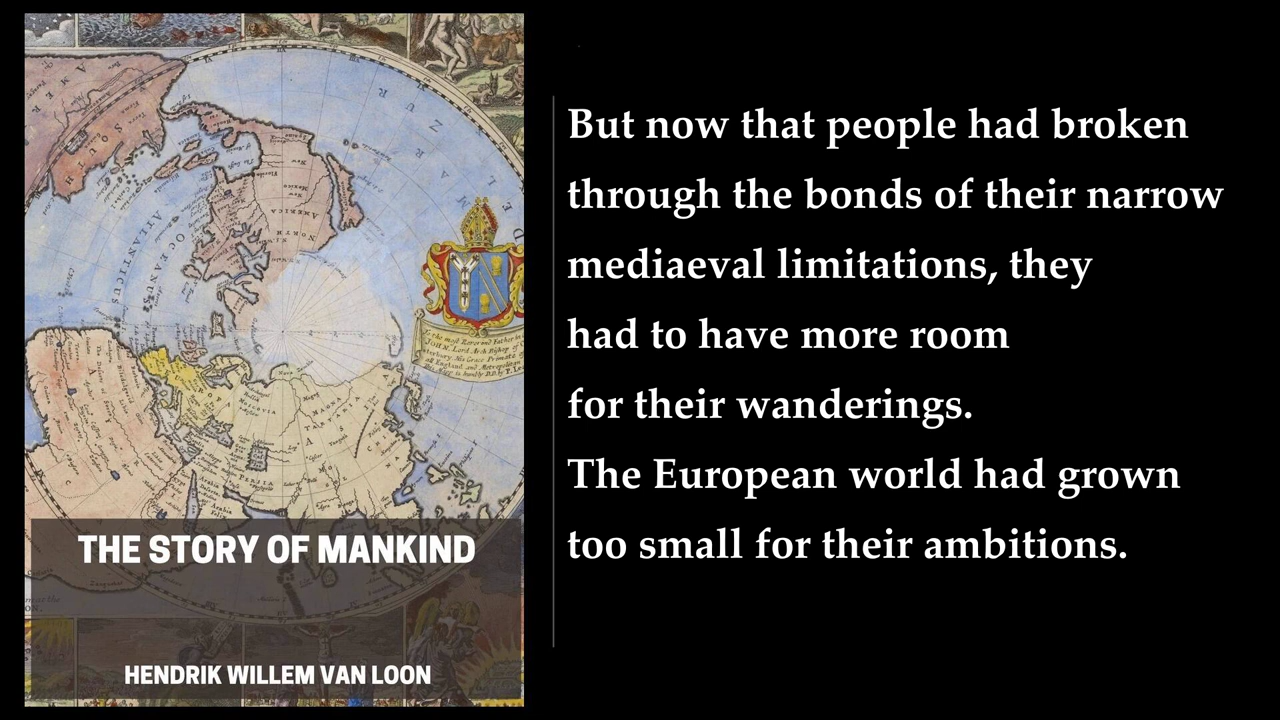 THE STORY OF MANKIND
HENDRIK WILLEM VAN LOON
But now that people had broken
through the bonds of their narrow
mediaeval limitations, they
had to have more room
for their wanderings.
The European world had grown
too small for their ambitions.